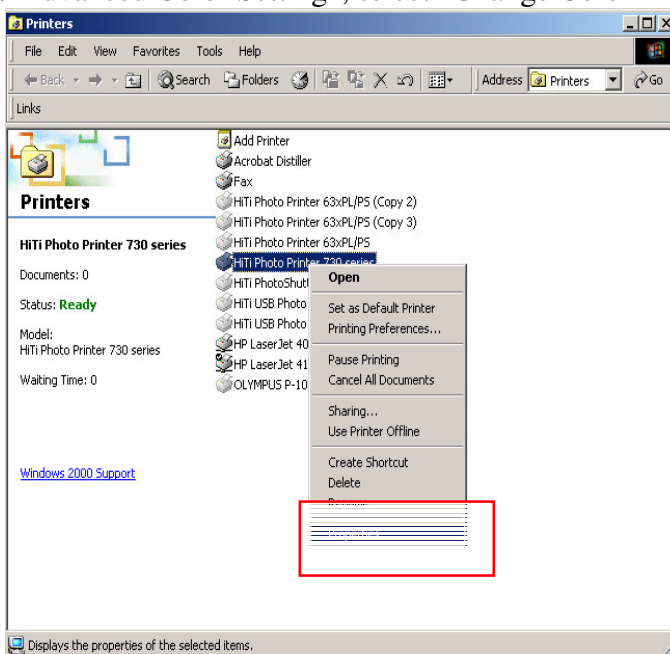 Printers
File Edit View Favorites Tools Help
Back Search Folders Address Printers Go
Links
Printers
HiTi Photo Printer 730 series
Documents: 0
Status: Ready
Model:
HiTi Photo Printer 730 series
Waiting Time: 0
Windows 2000 Support
Add Printer
Acrobat Distiller
Fax
HiTi Photo Printer 63xPL/PS (Copy 2)
HiTi Photo Printer 63xPL/PS (Copy 3)
HiTi Photo Printer 63xPL/PS
HiTi Photo Printer 730 series
HiTi
HiTi USB Photo
HiTi USB Photo
HP LaserJet
HP LaserJet
OLYMPUS
Open
Set as Default Printer
Printing Preferences...
Pause Printing
Cancel All Documents
Sharing...
Use Printer Offline
Create Shortcut
Delete
Displays the properties of the selected items.